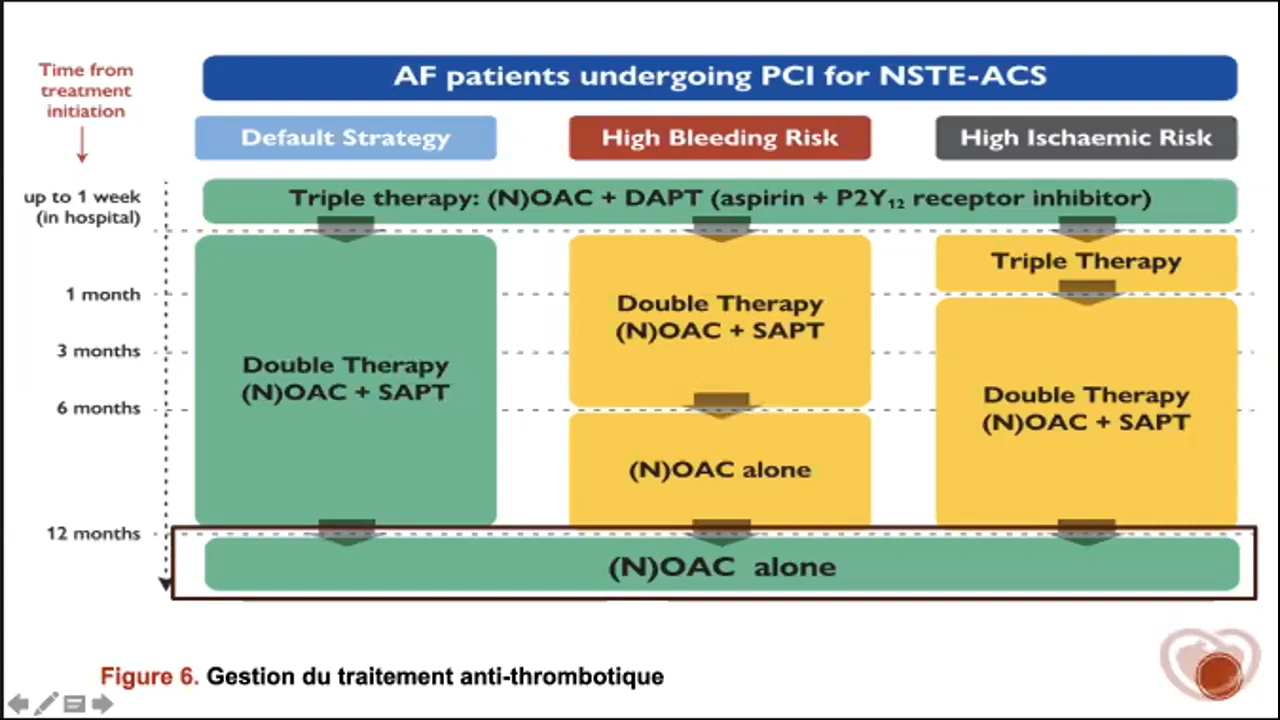 Time from
treatment
initiation
AF patients undergoing PCI for NSTE-ACS
Default Strategy
High Bleeding Risk
High Ischaemic Risk
up to 1 week
(in hospital)
Triple therapy: (N)OAC + DAPT (aspirin + P2Y₁₂ receptor inhibitor)
Triple Therapy
1 month
Double Therapy
(N)OAC + SAPT
3 months
Double Therapy
(N)OAC + SAPT
Double Therapy
(N)OAC + SAPT
6 months
(N)OAC alone
12 months
(N)OAC alone
Figure 6. Gestion du traitement anti-thrombotique